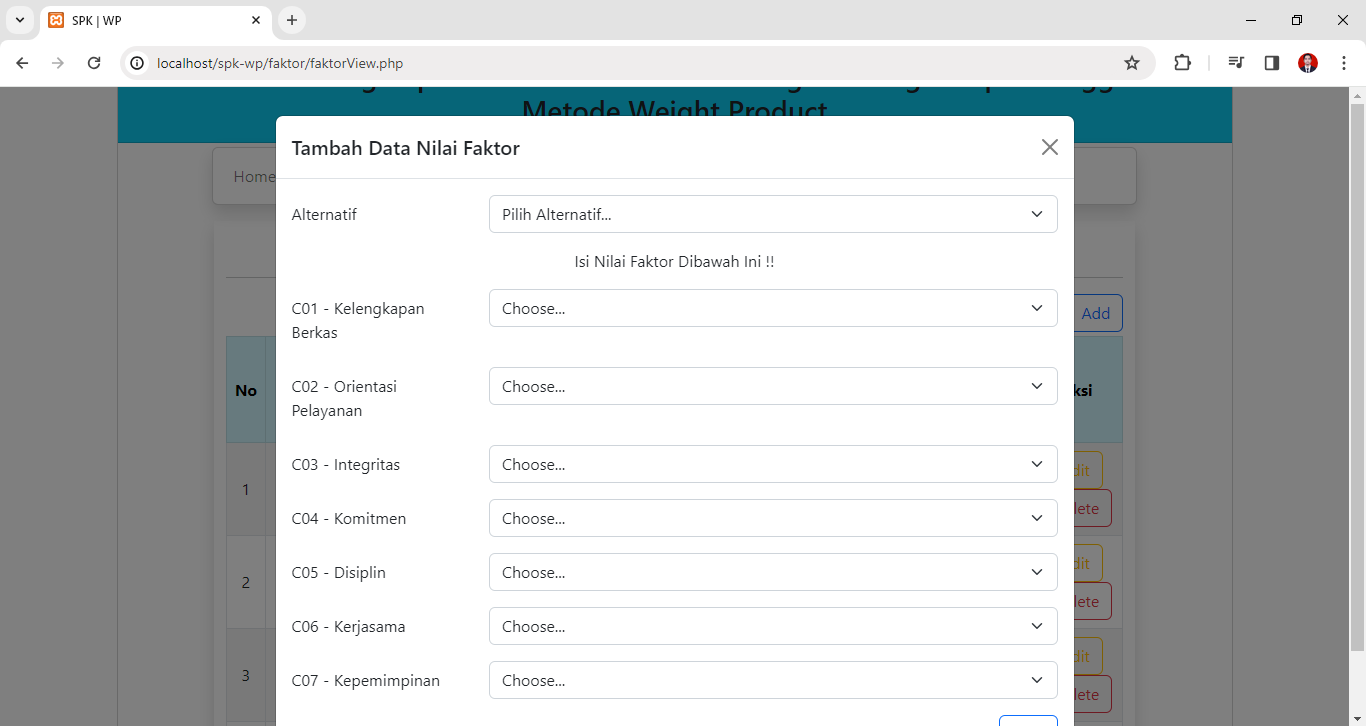 SPK | WP
localhost/spk-wp/faktor/faktorView.php
Metode Weight Product
Tambah Data Nilai Faktor
Home
Alternatif
Pilih Alternatif...
Isi Nilai Faktor Dibawah Ini !!
C01 - Kelengkapan
Berkas
Choose...
Add
C02 - Orientasi
Pelayanan
Choose...
No
ksi
C03 - Integritas
Choose...
1
dit
lete
C04 - Komitmen
Choose...
C05 - Disiplin
Choose...
2
dit
lete
C06 - Kerjasama
Choose...
C07 - Kepemimpinan
Choose...
3
dit
lete